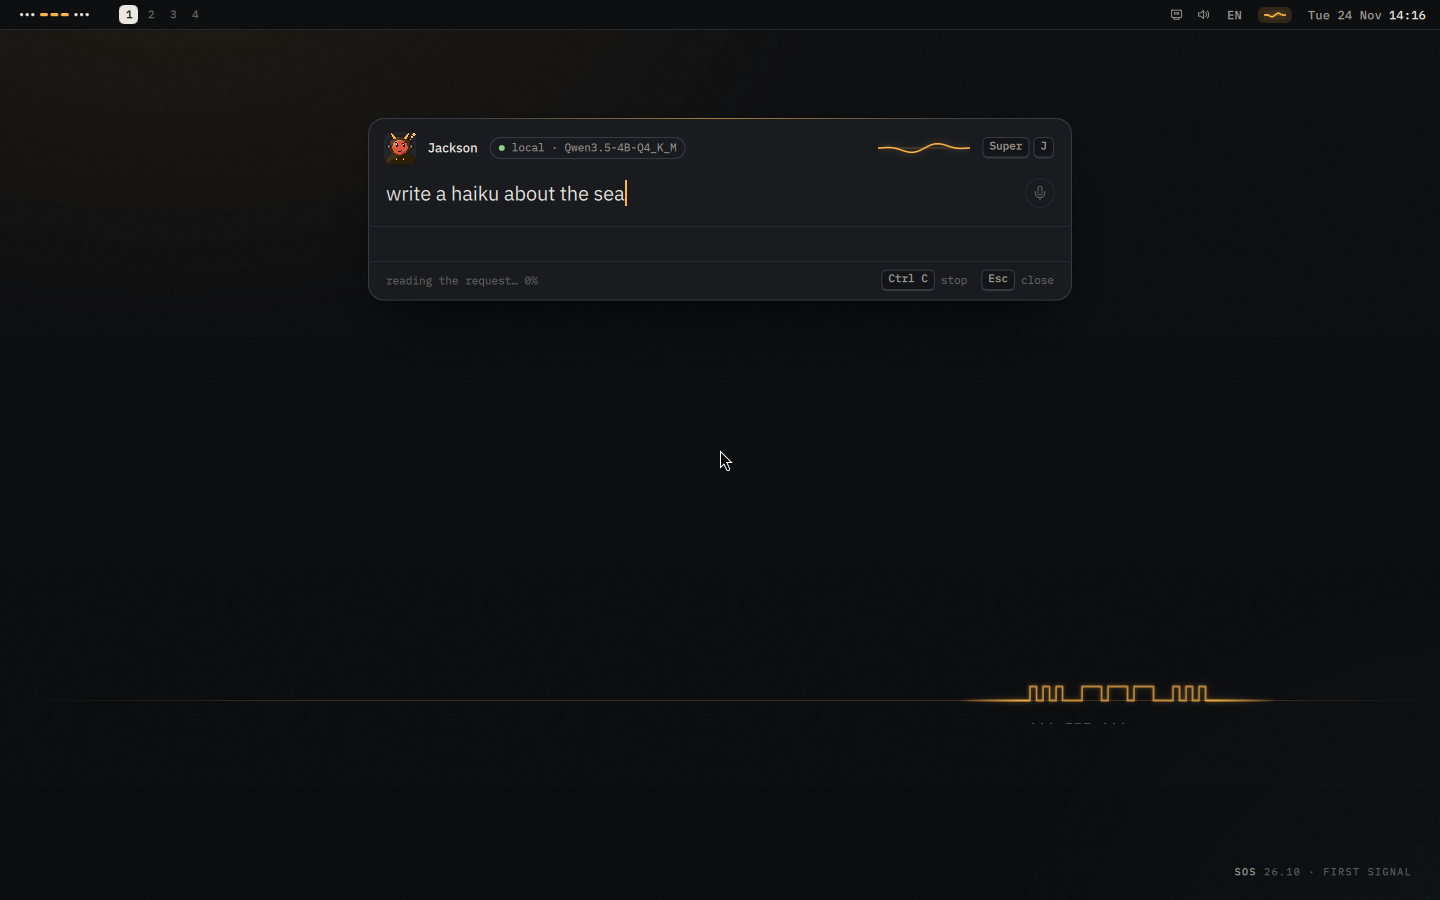 1 2 3 4
EN
Tue 24 Nov 14:16
Jackson
local · Qwen3.5-4B-Q4_K_M
Super J
write a haiku about the sea
reading the request… 0%
Ctrl C stop Esc close
··· −−− ···
SOS 26.10 · FIRST SIGNAL